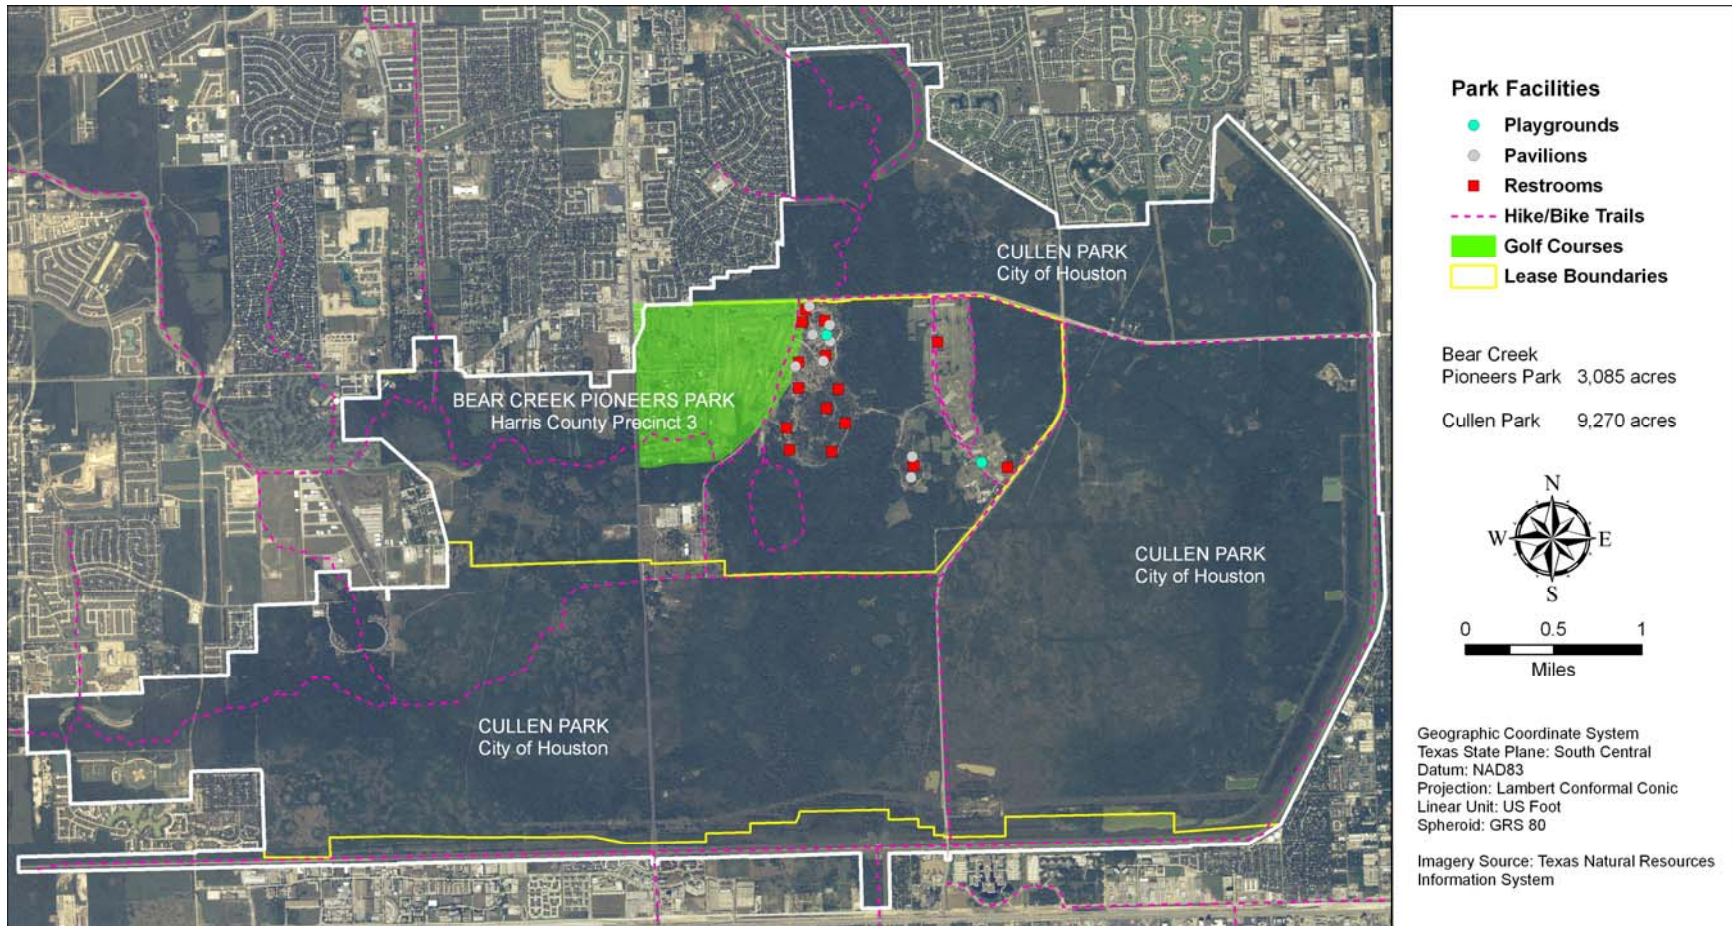 CULLEN PARK
City of Houston
BEAR CREEK PIONEERS PARK
Harris County Precinct 3
CULLEN PARK
City of Houston
CULLEN PARK
City of Houston
Park Facilities
Playgrounds
Pavilions
Restrooms
Hike/Bike Trails
Golf Courses
Lease Boundaries
Bear Creek
Pioneers Park 3,085 acres
Cullen Park 9,270 acres
N
W E
S
0 0.5 1
Miles
Geographic Coordinate System
Texas State Plane: South Central
Datum: NAD83
Projection: Lambert Conformal Conic
Linear Unit: US Foot
Spheroid: GRS 80
Imagery Source: Texas Natural Resources
Information System